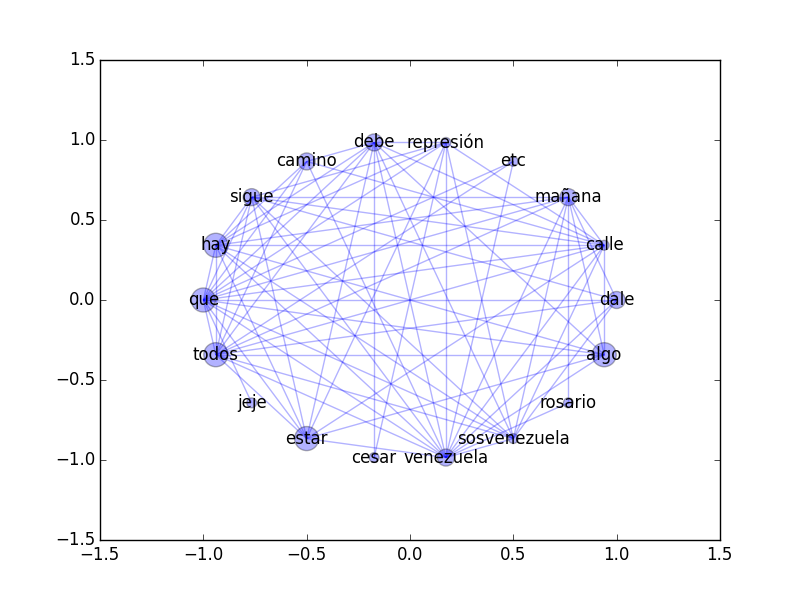 1.5
debe represión
1.0
camino etc
sigue mañana
0.5
hay calle
0.0
que dale
todos algo
−0.5
jeje rosario
estar sosvenezuela
−1.0
cesar venezuela
−1.5
−1.5 −1.0 −0.5 0.0 0.5 1.0 1.5